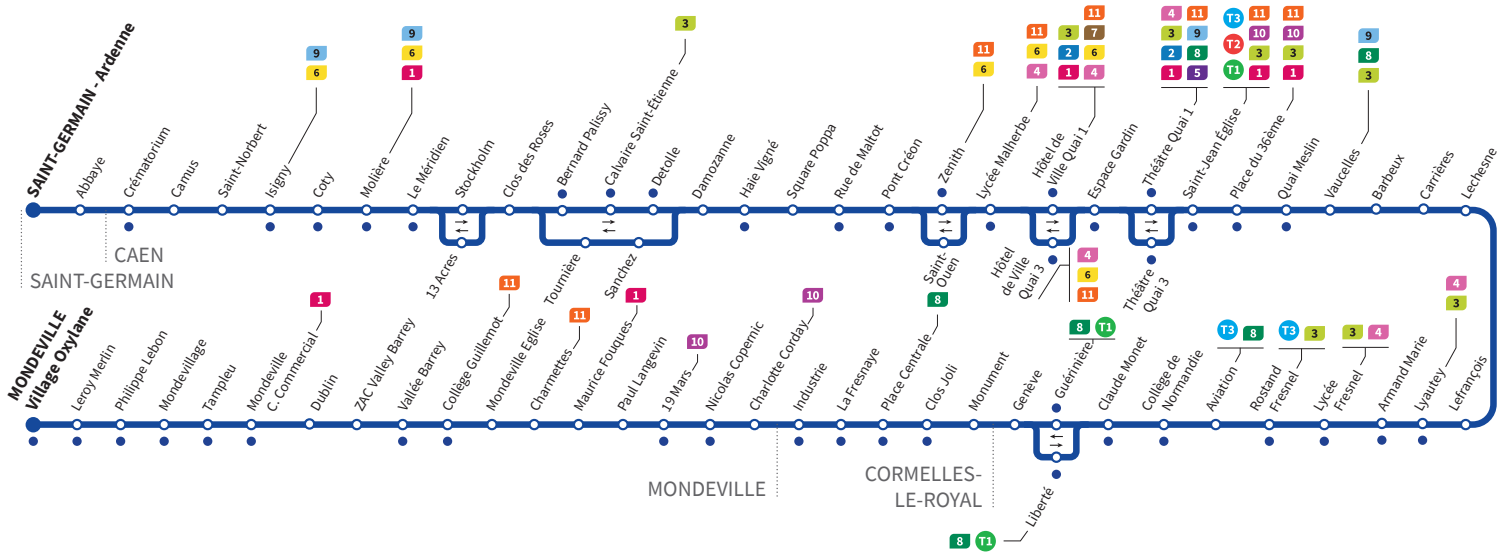 SAINT-GERMAIN - Ardenne
Abbaye
Crématorium
Camus
Saint-Norbert
Isigny
9
6
Coty
Molière
9
6
1
Le Méridien
Stockholm
13 Acres
Clos des Roses
Bernard Palissy
Calvaire Saint-Étienne
3
Detolle
Tournière
Sanchez
Damozanne
Haie Vigné
Square Poppa
Rue de Maltot
Pont Créon
Zenith
11
6
Saint-
Ouen
Lycée Malherbe
11
6
4
Hôtel de
Ville Quai 1
11
3 7
2 6
1 4
Hôtel
de Ville
Quai 3
4
6
11
Espace Gardin
Théâtre Quai 1
4 11
3 9
2 8
1 5
Théâtre
Quai 3
Saint-Jean Église
T3 11
T2 10
3
T1 1
Place du 36ème
11
10
3
1
Quai Meslin
Vaucelles
9
8
3
Barbeux
Carrières
Lechesne
CAEN
SAINT-GERMAIN
MONDEVILLE
Village Oxylane
Leroy Merlin
Philippe Lebon
Mondevillage
Tampleu
Mondeville
C. Commercial
1
Dublin
ZAC Valley Barrey
Vallée Barrey
Collège Guillemot
11
Mondeville Eglise
Charmettes
11
Maurice Fouques
1
Paul Langevin
19 Mars
10
Nicolas Copernic
Charlotte Corday
10
Industrie
La Fresnaye
Place Centrale
8
Clos Joli
Monument
Genève
Guérinière
8 T1
Liberté
8 T1
Claude Monet
Collège de
Normandie
Aviation
T3 8
Rostand
Fresnel
T3 3
Lycée
Fresnel
3 4
Armand Marie
Lyautey
4
3
Lefrançois
MONDEVILLE
CORMELLES-
LE-ROYAL